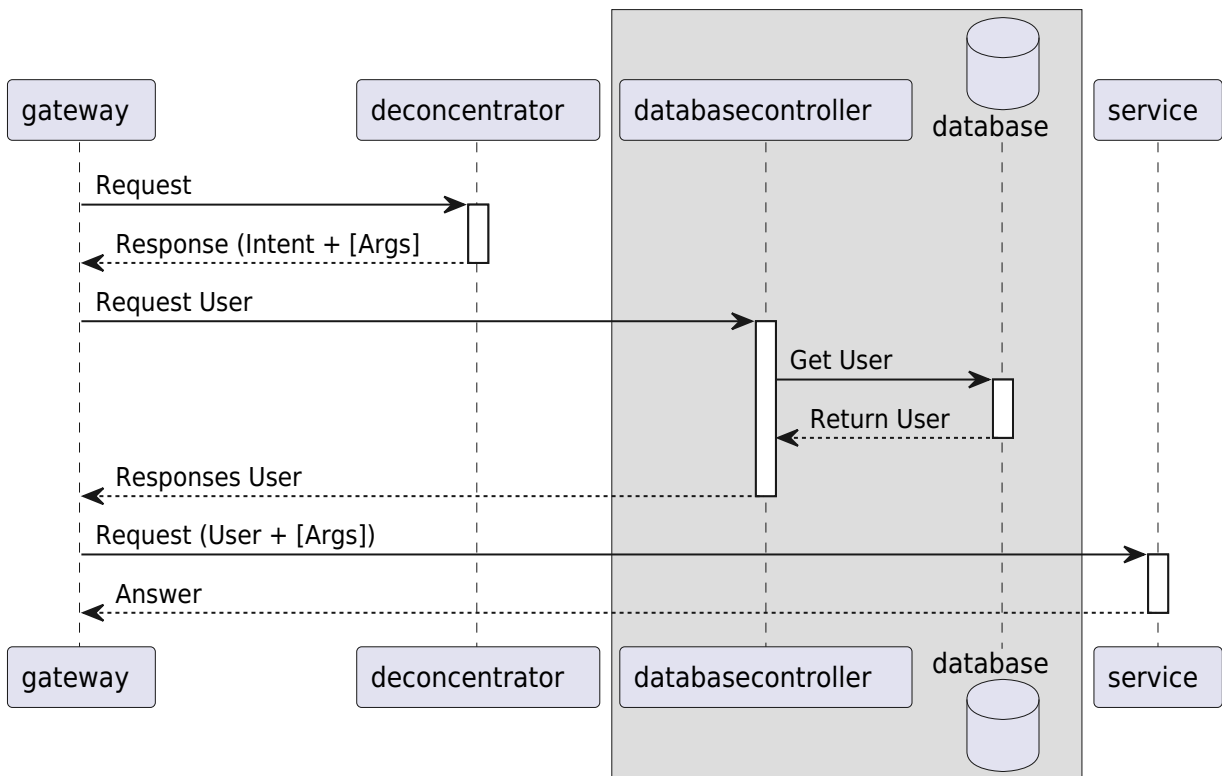 gateway
deconcentrator
databasecontroller
database
service
Request
Response (Intent + [Args]
Request User
Get User
Return User
Responses User
Request (User + [Args])
Answer
gateway
deconcentrator
databasecontroller
database
service